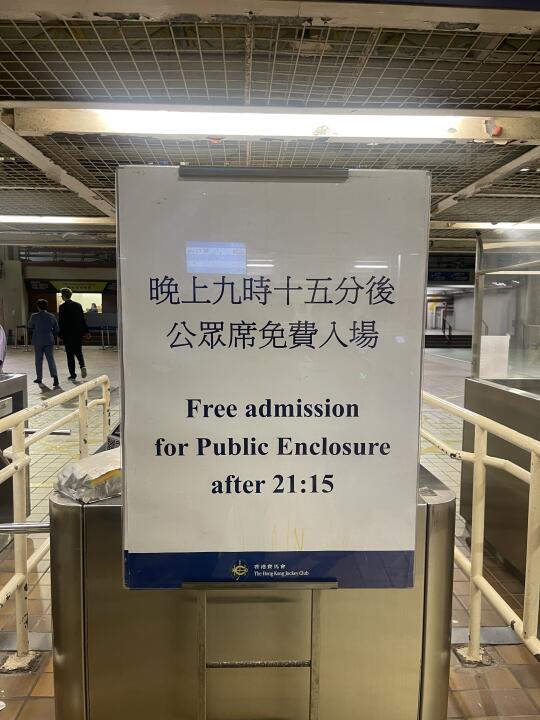 晚上九時十五分後
公眾席免費入場
Free admission
for Public Enclosure
after 21:15
香港賽馬會
The Hong Kong Jockey Club